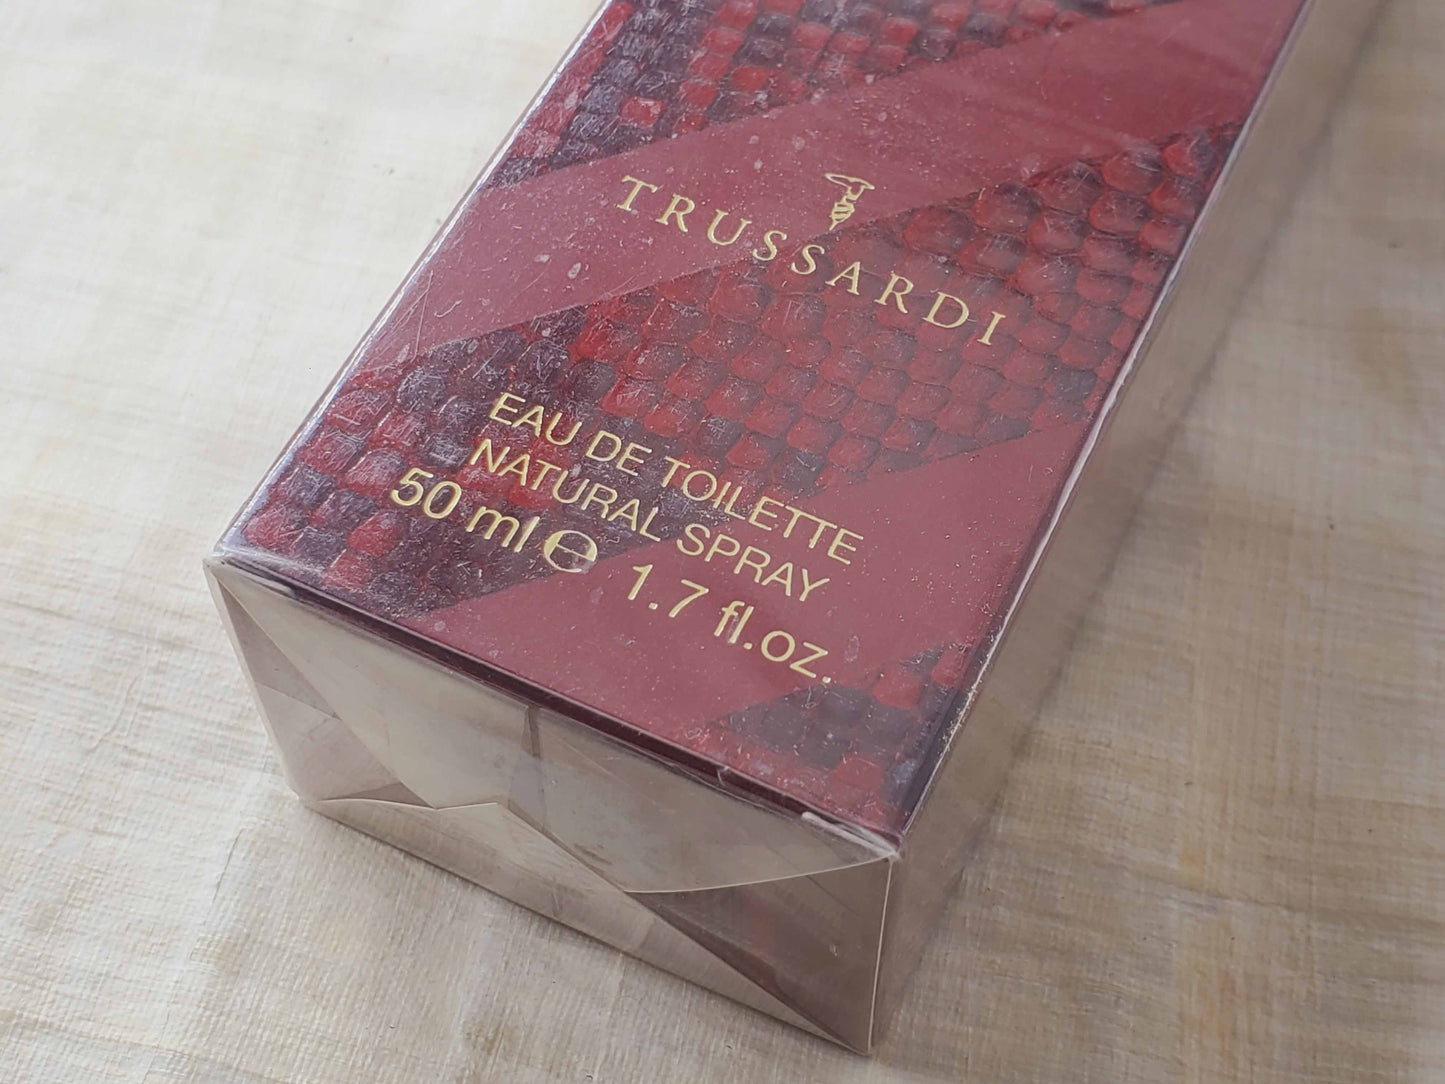 TRUSSARDI
EAU DE TOILETTE
NATURAL SPRAY
50 ml ℮ 1.7 fl.oz.